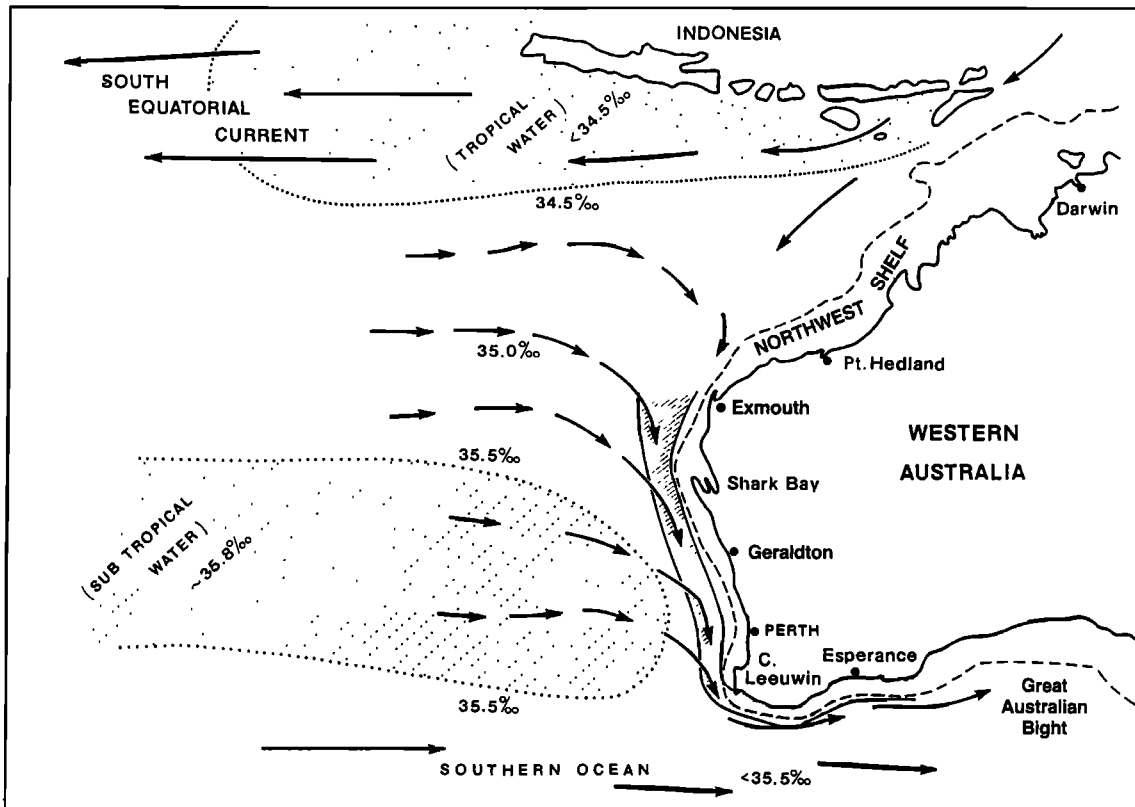 INDONESIA
SOUTH
EQUATORIAL
CURRENT
(TROPICAL
WATER)
<34.5‰
34.5‰
Darwin
NORTHWEST SHELF
35.0‰
Pt. Hedland
Exmouth
WESTERN
AUSTRALIA
35.5‰
Shark Bay
(SUB TROPICAL
WATER)
~35.8‰
Geraldton
PERTH
C.
Leeuwin
Esperance
35.5‰
Great
Australian
Bight
SOUTHERN OCEAN
<35.5‰